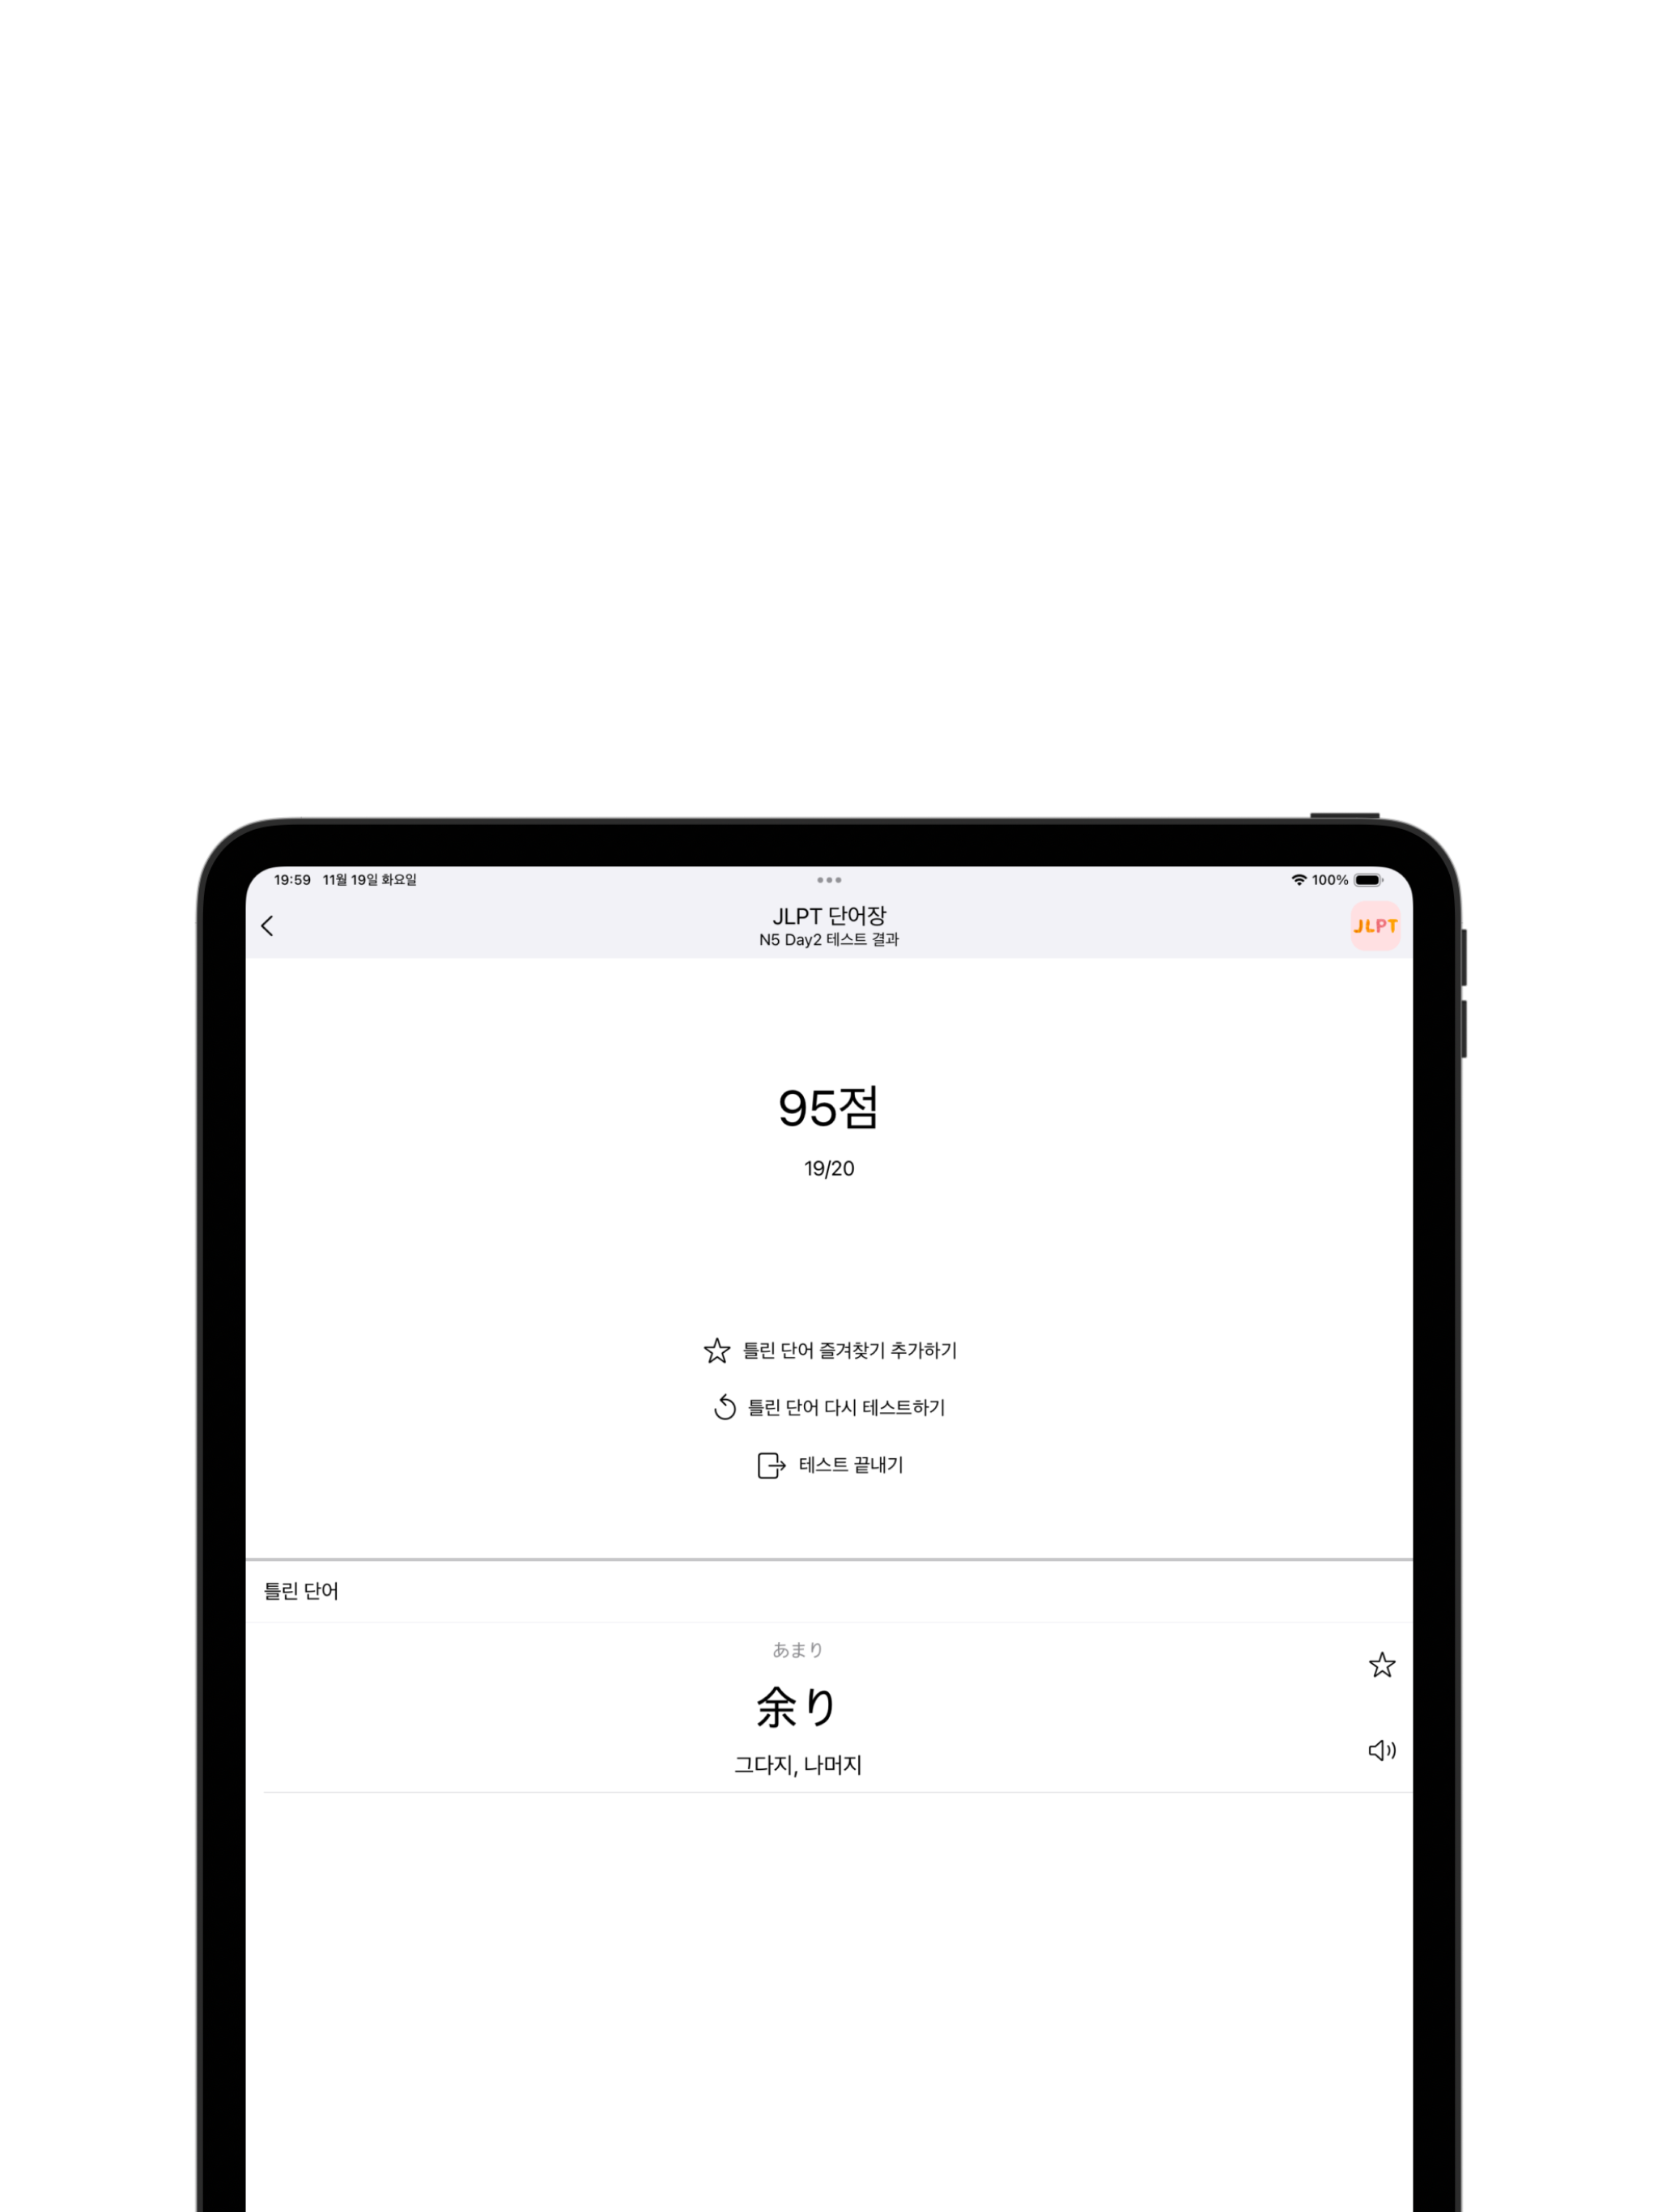 19:59 11월 19일 화요일
100%
JLPT 단어장
N5 Day2 테스트 결과
JLPT
95점
19/20
틀린 단어 즐겨찾기 추가하기
틀린 단어 다시 테스트하기
테스트 끝내기
틀린 단어
あまり
余り
그다지, 나머지